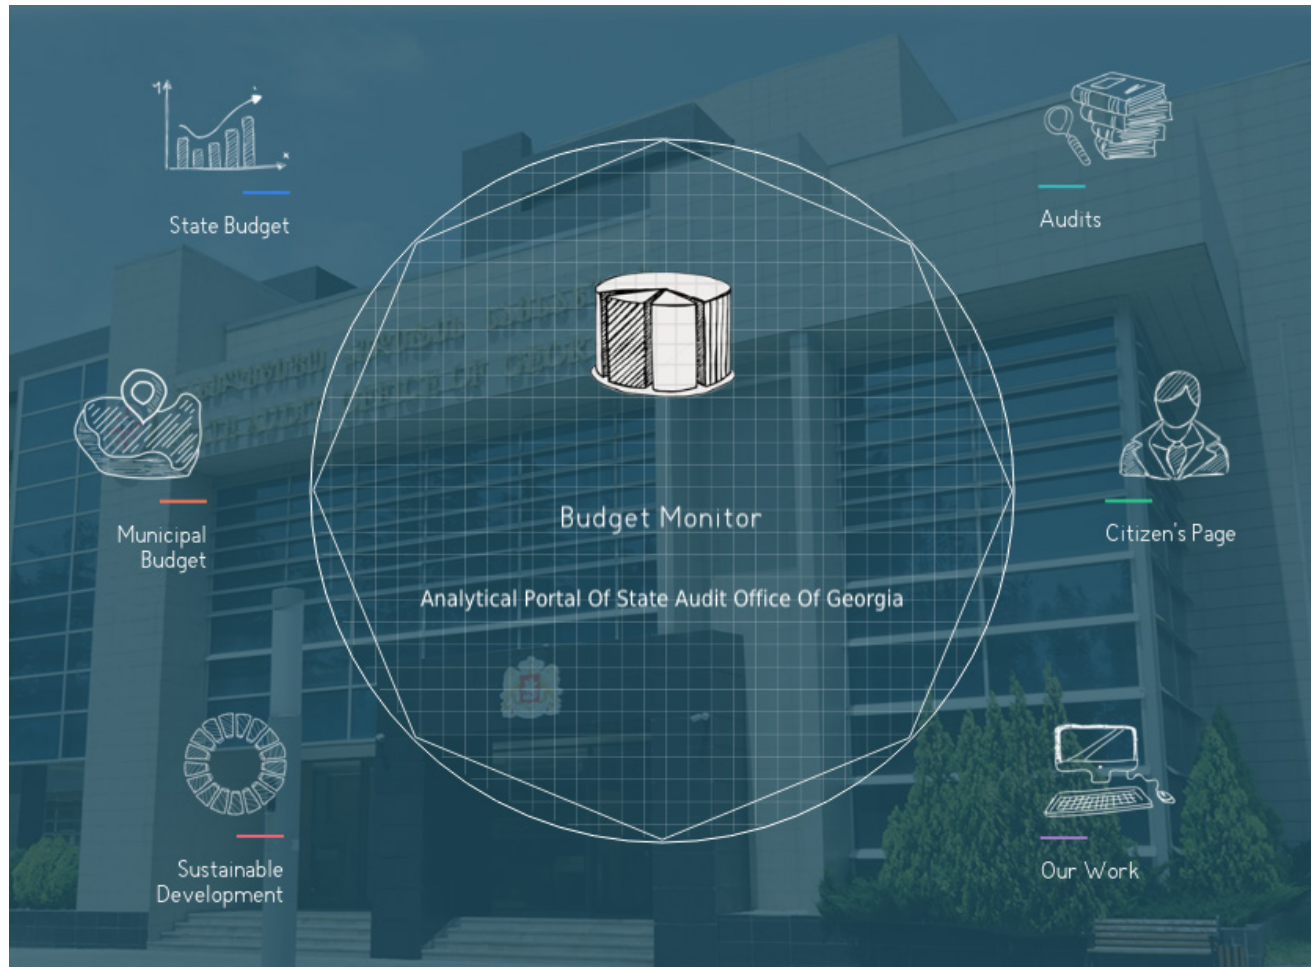 State Budget
Audits
Municipal
Budget
Citizen's Page
Budget Monitor
Analytical Portal Of State Audit Office Of Georgia
Sustainable
Development
Our Work